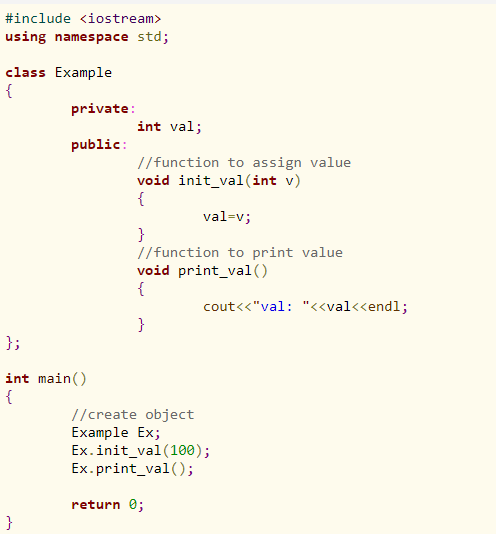 #include <iostream>
using namespace std;
class Example
{
private:
int val;
public:
//function to assign value
void init_val(int v)
{
val=v;
}
//function to print value
void print_val()
{
cout<<"val: "<<val<<endl;
}
};
int main()
{
//create object
Example Ex;
Ex.init_val(100);
Ex.print_val();
return 0;
}